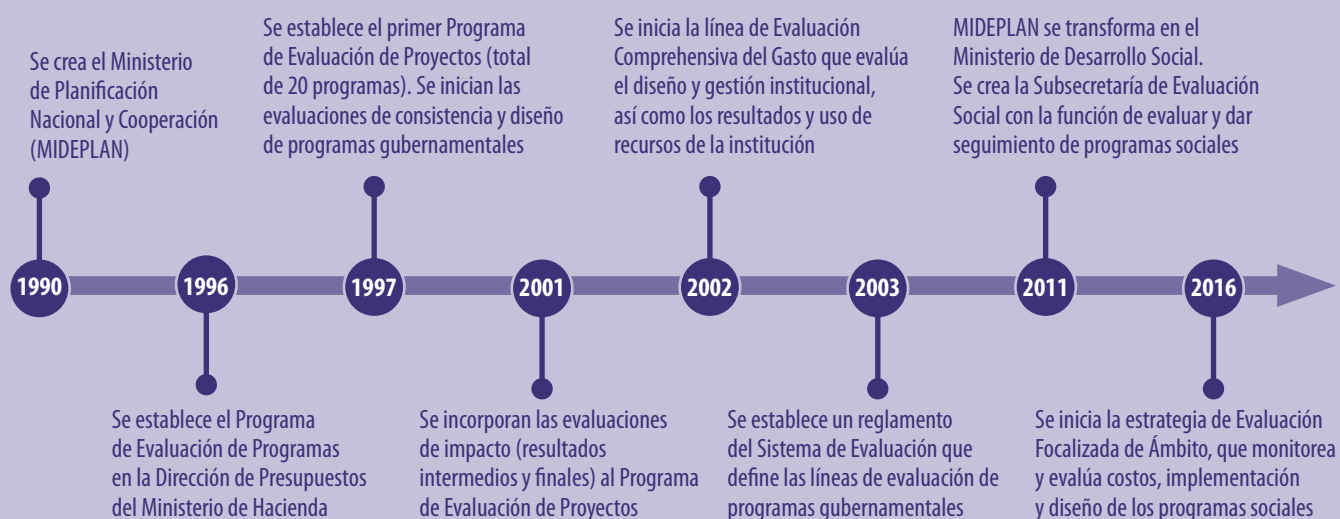 Se crea el Ministerio
de Planificación
Nacional y Cooperación
(MIDEPLAN)
Se establece el primer Programa
de Evaluación de Proyectos (total
de 20 programas). Se inician las
evaluaciones de consistencia y diseño
de programas gubernamentales
Se inicia la línea de Evaluación
Comprehensiva del Gasto que evalúa
el diseño y gestión institucional,
así como los resultados y uso de
recursos de la institución
MIDEPLAN se transforma en el
Ministerio de Desarrollo Social.
Se crea la Subsecretaría de Evaluación
Social con la función de evaluar y dar
seguimiento de programas sociales
1990
1996
1997
2001
2002
2003
2011
2016
Se establece el Programa
de Evaluación de Programas
en la Dirección de Presupuestos
del Ministerio de Hacienda
Se incorporan las evaluaciones
de impacto (resultados
intermedios y finales) al Programa
de Evaluación de Proyectos
Se establece un reglamento
del Sistema de Evaluación que
define las líneas de evaluación de
programas gubernamentales
Se inicia la estrategia de Evaluación
Focalizada de Ámbito, que monitorea
y evalúa costos, implementación
y diseño de los programas sociales